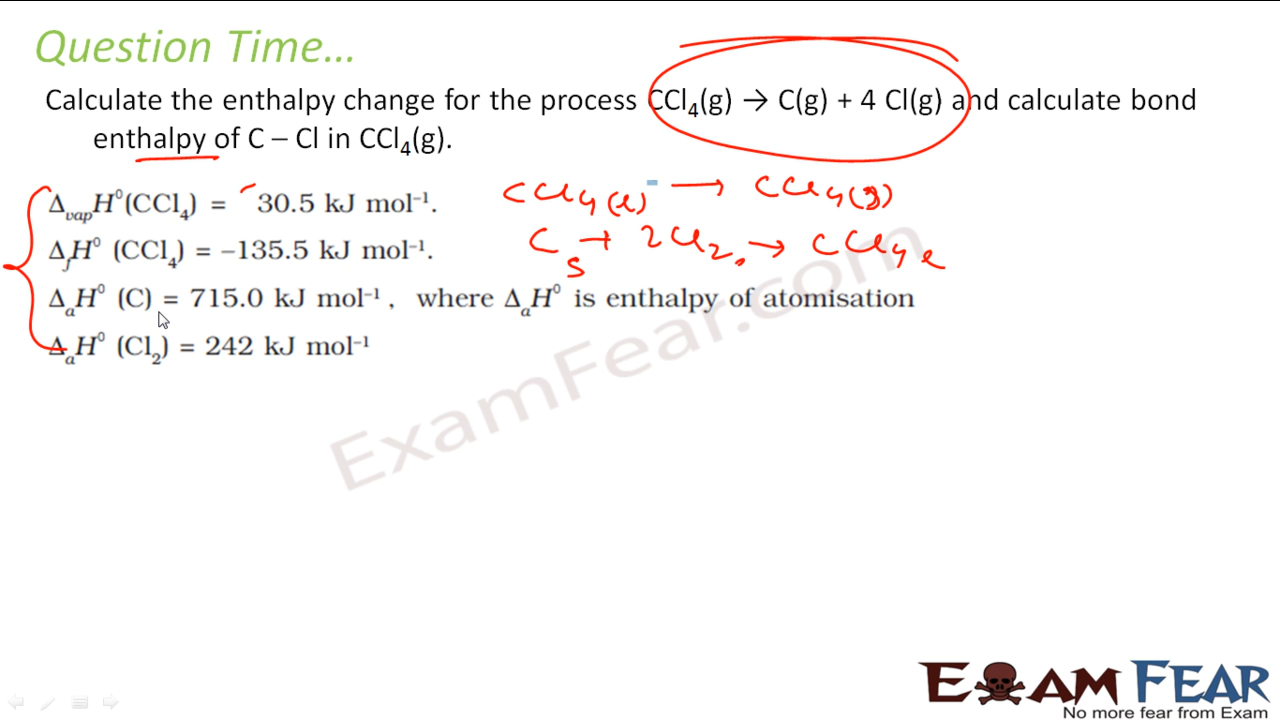 Question Time...
Calculate the enthalpy change for the process CCl₄(g) → C(g) + 4 Cl(g) and calculate bond
enthalpy of C – Cl in CCl₄(g).
ΔvapH⁰(CCl₄) = 30.5 kJ mol⁻¹.
CCl₄(l) → CCl₄(g)
ΔfH⁰ (CCl₄) = –135.5 kJ mol⁻¹.
C s + 2Cl₂ → CCl₄ l
ΔaH⁰ (C) = 715.0 kJ mol⁻¹ , where ΔaH⁰ is enthalpy of atomisation
ΔaH⁰ (Cl₂) = 242 kJ mol⁻¹
ExamFear.com
EXAM FEAR
No more fear from Exam